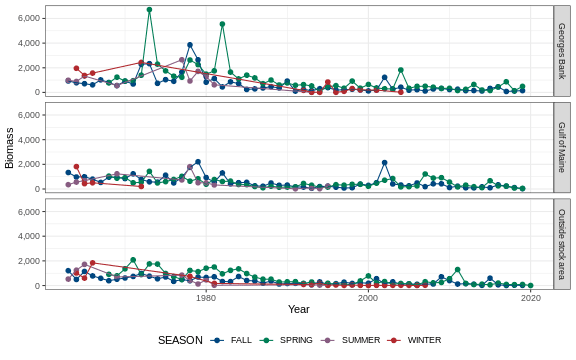 6,000
4,000
2,000
0
Georges Bank
6,000
4,000
2,000
0
Gulf of Maine
6,000
4,000
2,000
0
Outside stock area
Biomass
1980
2000
2020
Year
SEASON FALL SPRING SUMMER WINTER